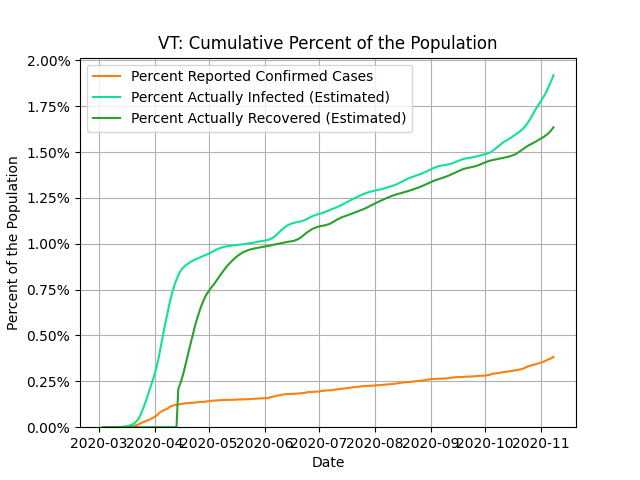 VT: Cumulative Percent of the Population
2.00%
1.75%
1.50%
1.25%
1.00%
0.75%
0.50%
0.25%
0.00%
Percent of the Population
Percent Reported Confirmed Cases
Percent Actually Infected (Estimated)
Percent Actually Recovered (Estimated)
2020-03 2020-04 2020-05 2020-06 2020-07 2020-08 2020-09 2020-10 2020-11
Date